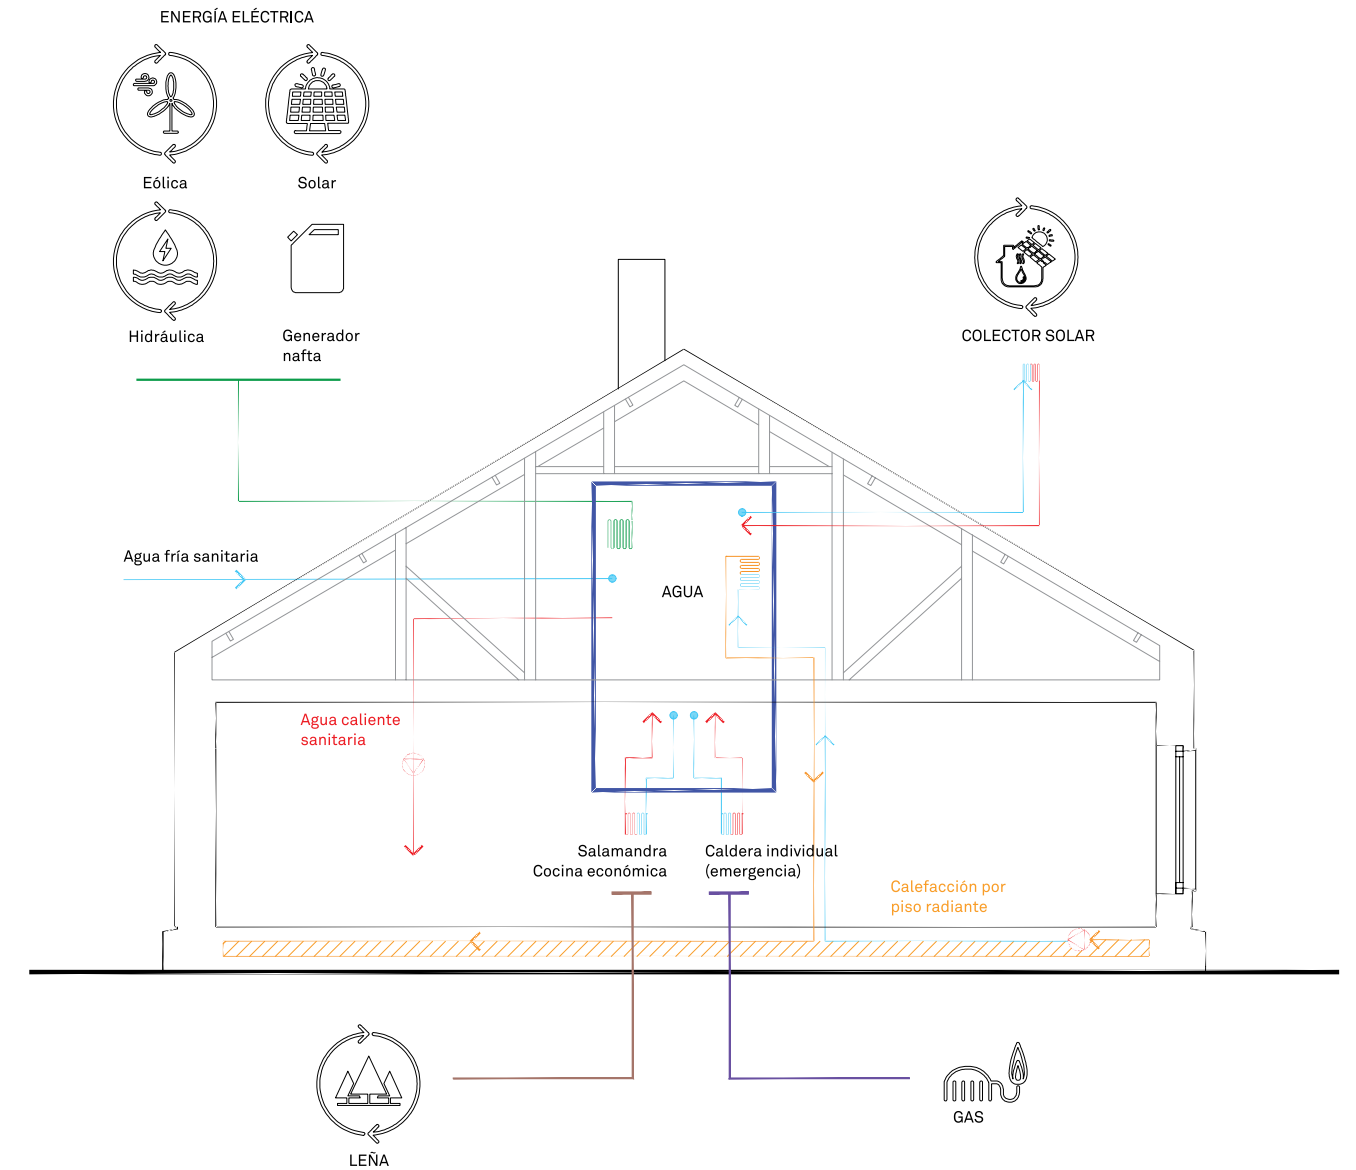 ENERGÍA ELÉCTRICA
Eólica
Solar
Hidráulica
Generador
nafta
COLECTOR SOLAR
Agua fría sanitaria
AGUA
Agua caliente
sanitaria
Salamandra
Cocina económica
Caldera individual
(emergencia)
Calefacción por
piso radiante
LEÑA
GAS